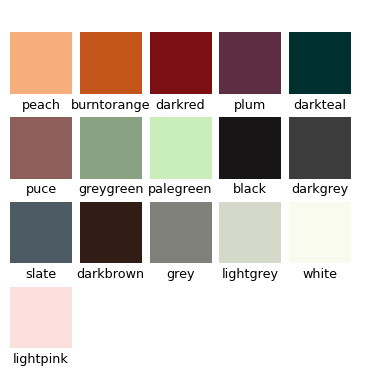 peach burntorange darkred plum darkteal
puce greygreen palegreen black darkgrey
slate darkbrown grey lightgrey white
lightpink